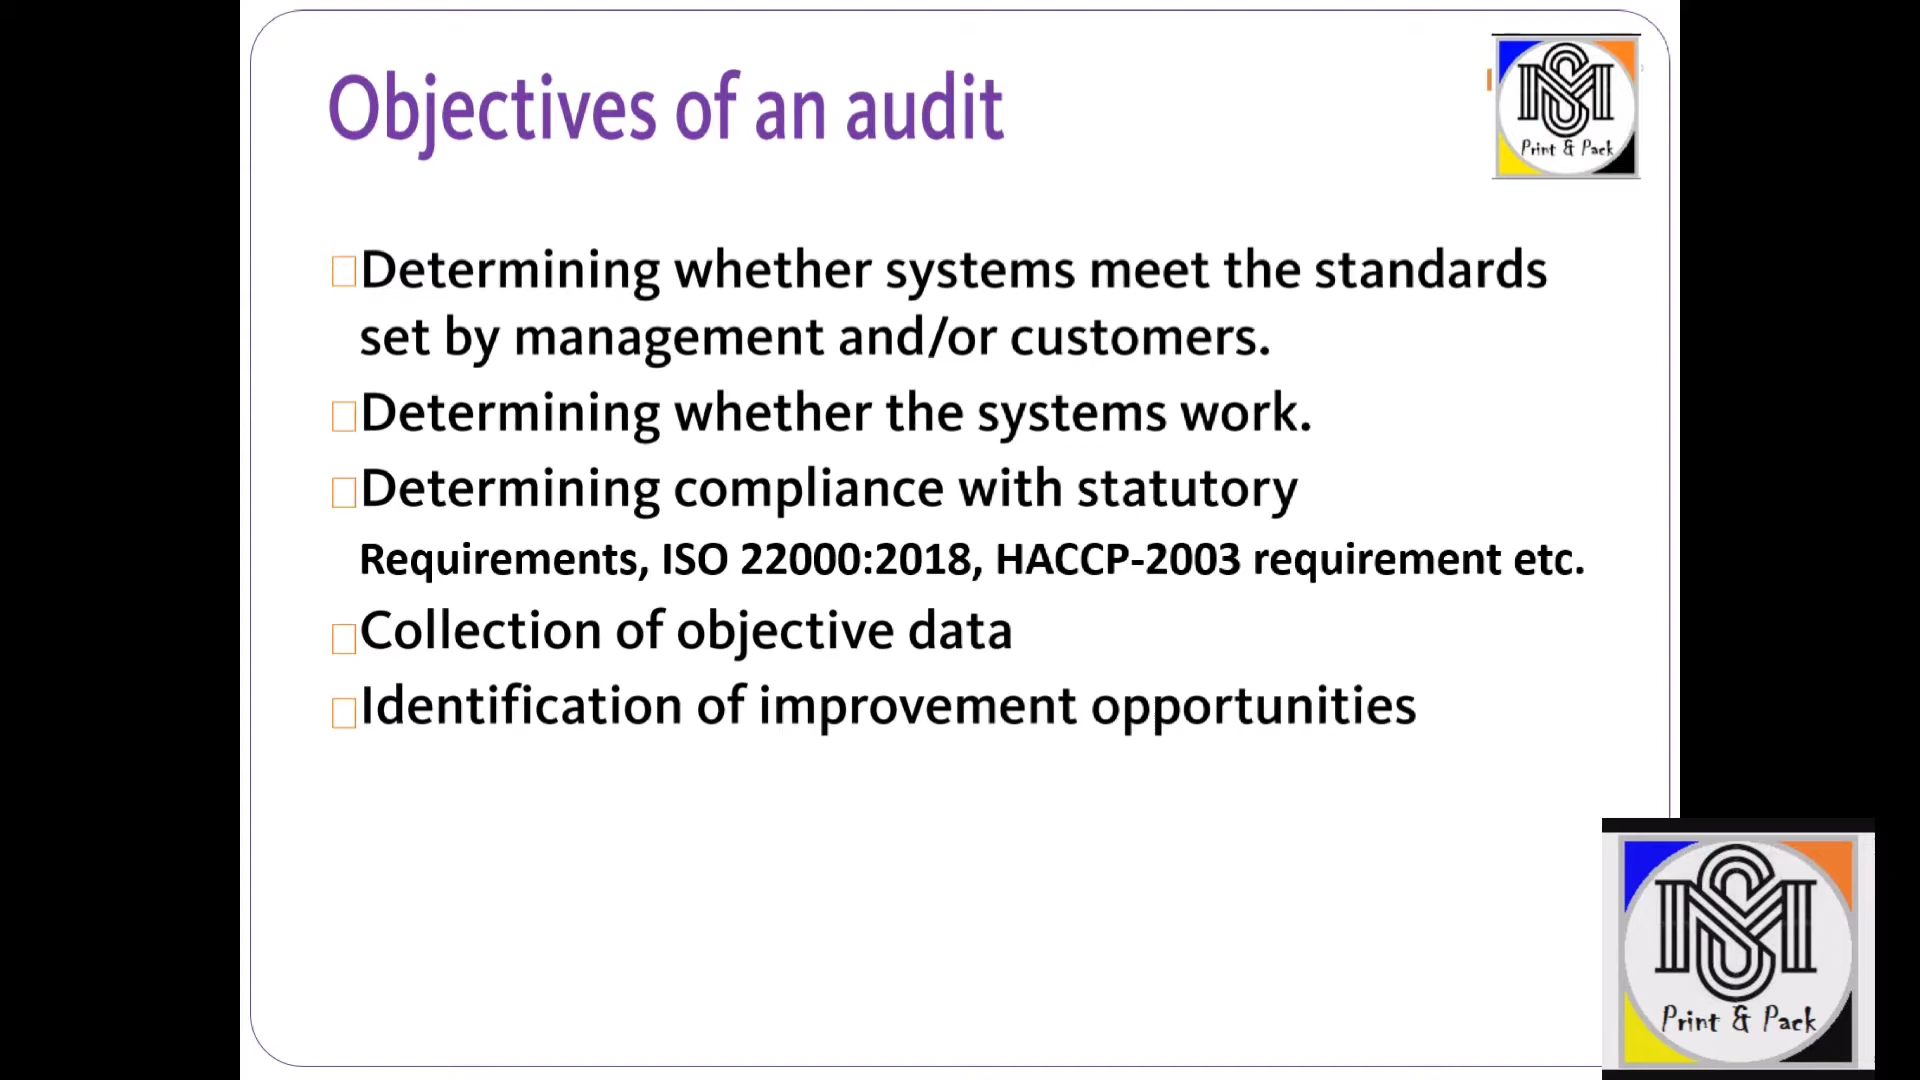 Objectives of an audit
Print & Pack
Determining whether systems meet the standards
set by management and/or customers.
Determining whether the systems work.
Determining compliance with statutory
Requirements, ISO 22000:2018, HACCP-2003 requirement etc.
Collection of objective data
Identification of improvement opportunities
Print & Pack